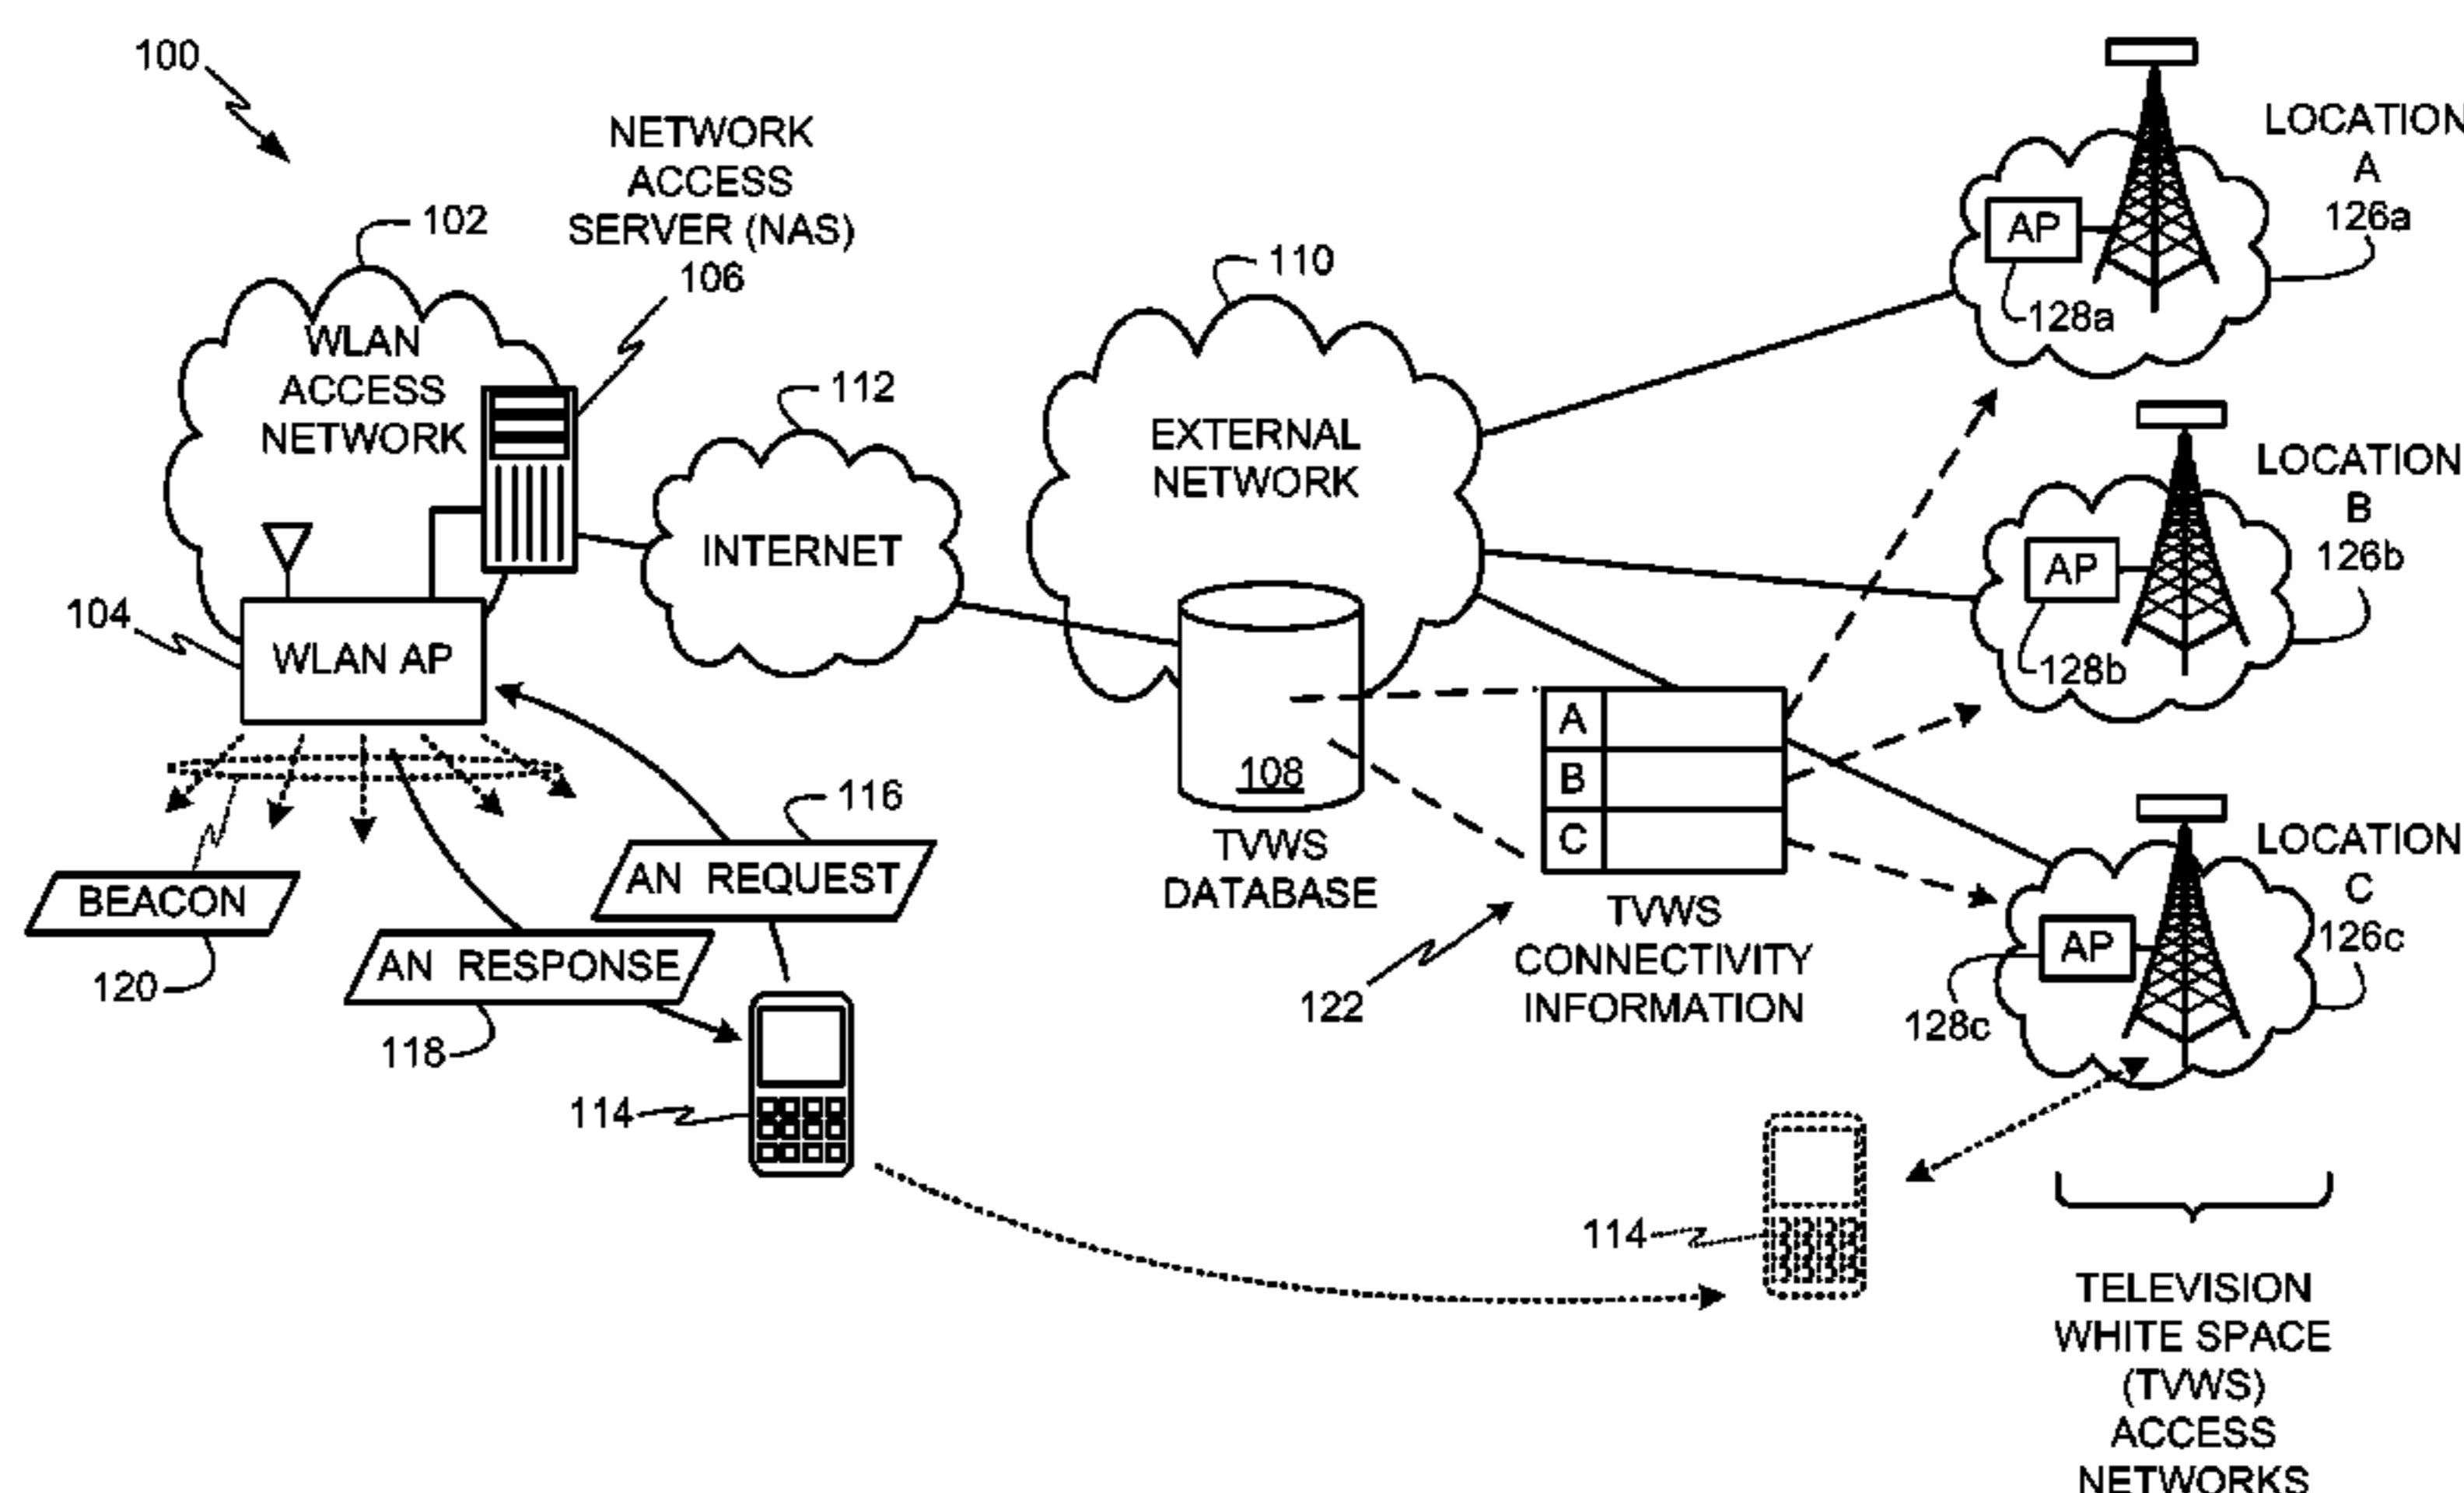 100
102
NETWORK
ACCESS
SERVER (NAS)
106
WLAN
ACCESS
NETWORK
104
WLAN AP
112
INTERNET
110
EXTERNAL
NETWORK
108
TVWS
DATABASE
BEACON
120
116
AN REQUEST
AN RESPONSE
118
114
A
B
C
TVWS
CONNECTIVITY
INFORMATION
122
LOCATION
A
126a
AP
128a
LOCATION
B
126b
AP
128b
LOCATION
C
126c
AP
128c
114
TELEVISION
WHITE SPACE
(TVWS)
ACCESS
NETWORKS